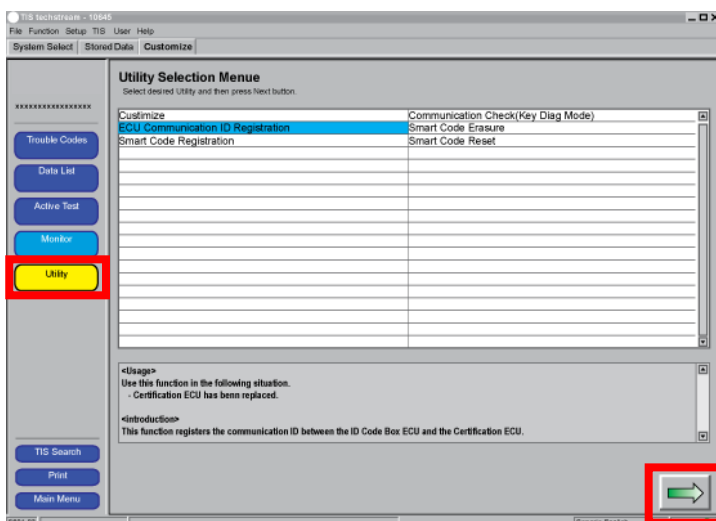 TIS techstream - 10645
File Function Setup TIS User Help
System Select Stored Data Customize
Utility Selection Menue
Select desired Utility and then press Next button.
xxxxxxxxxxxxxxxxx
Custimize Communication Check(Key Diag Mode)
ECU Communication ID Registration Smart Code Erasure
Smart Code Registration Smart Code Reset
Trouble Codes
Data List
Active Test
Monitor
Utility
<Usage>
Use this function in the following situation.
- Certification ECU has benn replaced.
<introduction>
This function registers the communication ID between the ID Code Box ECU and the Certification ECU.
TIS Search
Print
Main Menu